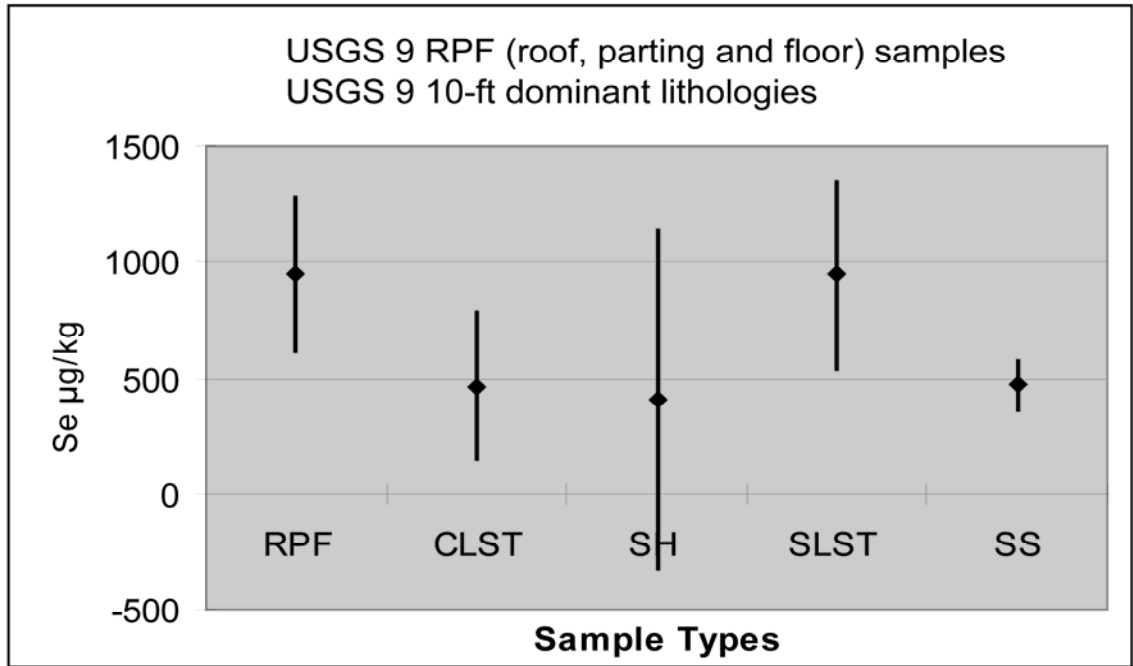 USGS 9 RPF (roof, parting and floor) samples
USGS 9 10-ft dominant lithologies
1500
1000
500
0
-500
Se µg/kg
RPF CLST SH SLST SS
Sample Types